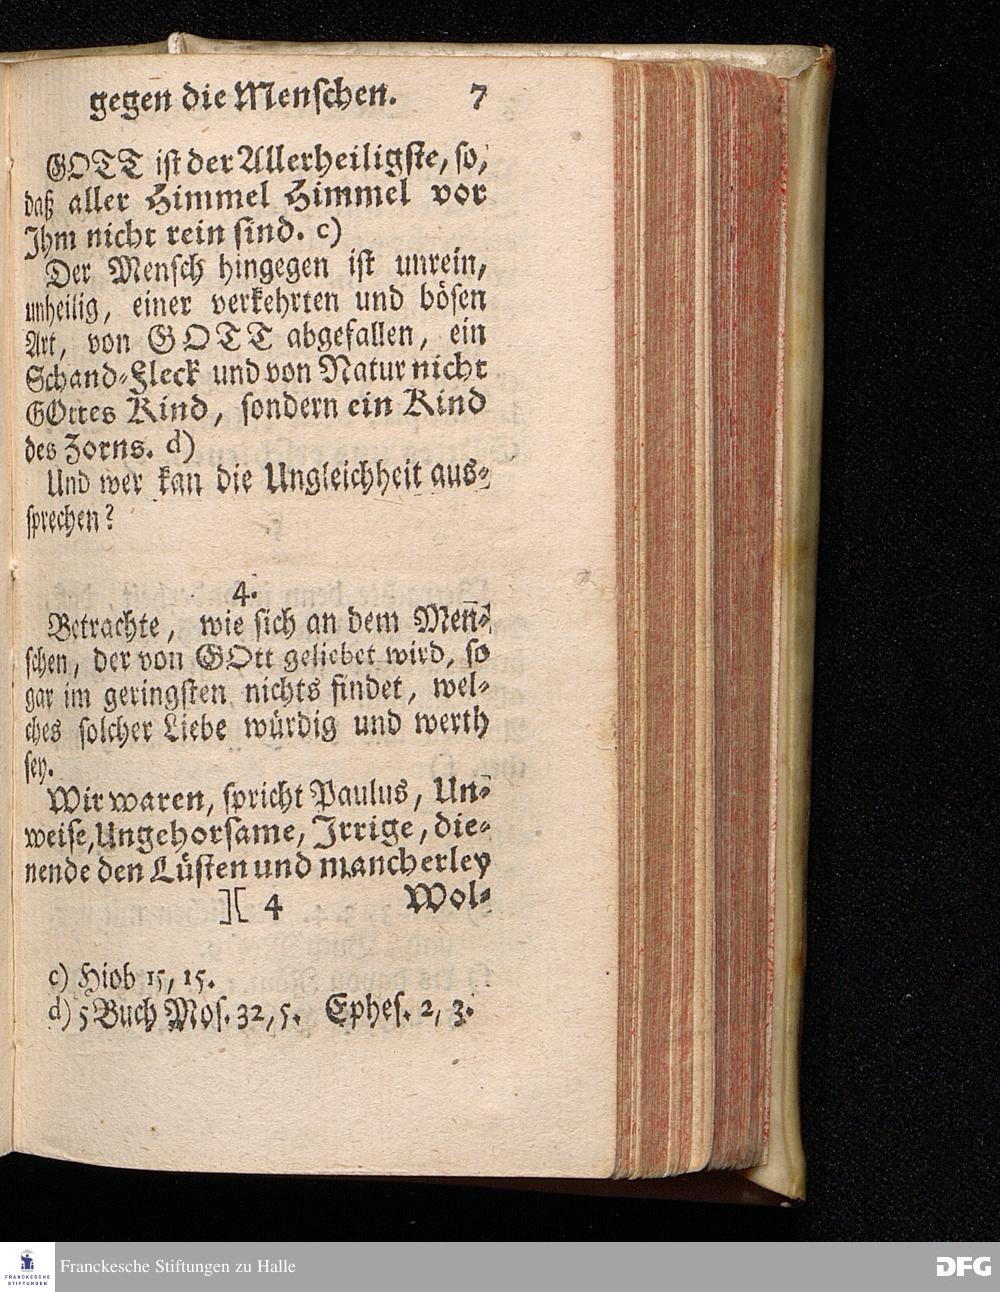 gegen die Menschen. 7
GOTT ist der Allerheiligste, so,
daß aller Himmel Himmel vor
Ihm nicht rein sind. c)
Der Mensch hingegen ist unrein,
unheilig, einer verkehrten und bösen
Art, von GOTT abgefallen, ein
Schand-Fleck und von Natur nicht
GOttes Kind, sondern ein Kind
des Zorns. d)
Und wer kan die Ungleichheit aus-
sprechen?
4.
Betrachte, wie sich an dem Men-
schen, der von GOtt geliebet wird, so
gar im geringsten nichts findet, wel-
ches solcher Liebe würdig und werth
sey.
Wir waren, spricht Paulus, Un-
weise, Ungehorsame, Irrige, die-
nende den Lüsten und mancherley
][ 4 Wol-
c) Hiob 15, 15.
d) 5 Buch Mos. 32, 5. Ephes. 2, 3.
FRANCKESCHE
STIFTUNGEN
Franckesche Stiftungen zu Halle
DFG